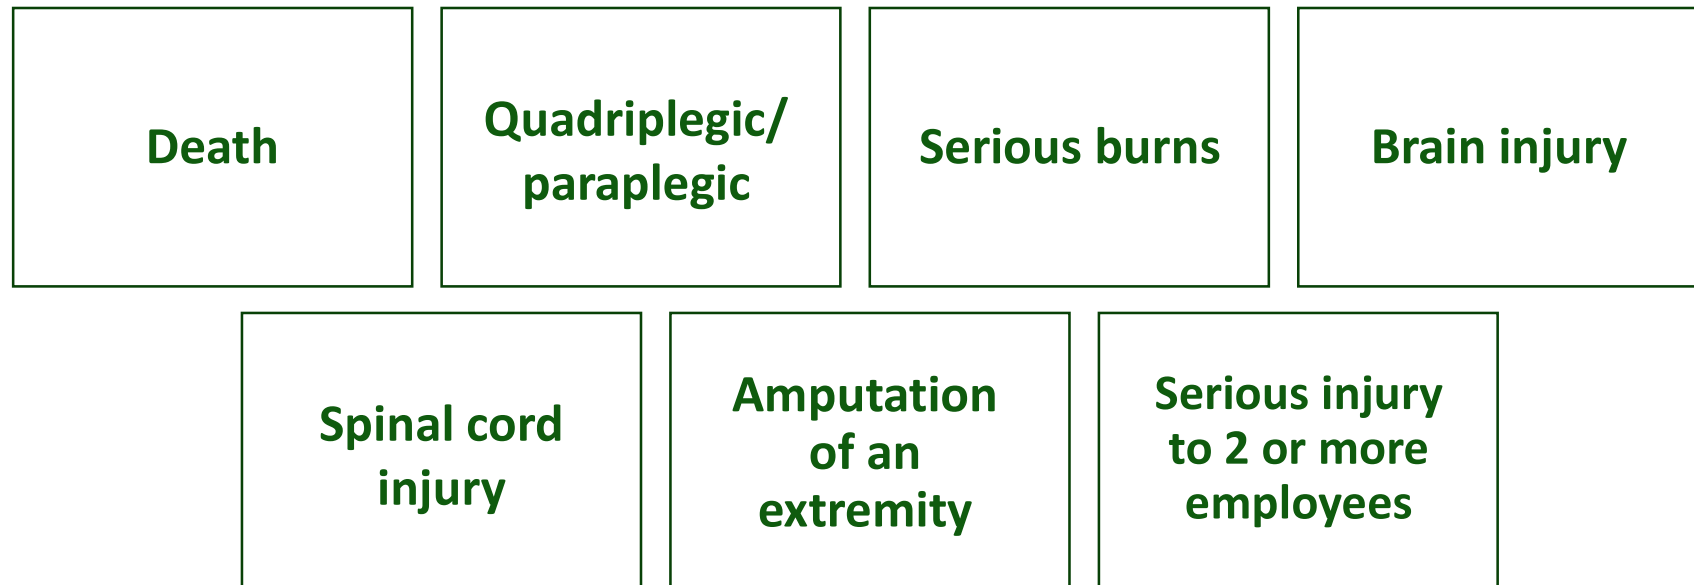 Death
Quadriplegic/
paraplegic
Serious burns
Brain injury
Spinal cord
injury
Amputation
of an
extremity
Serious injury
to 2 or more
employees